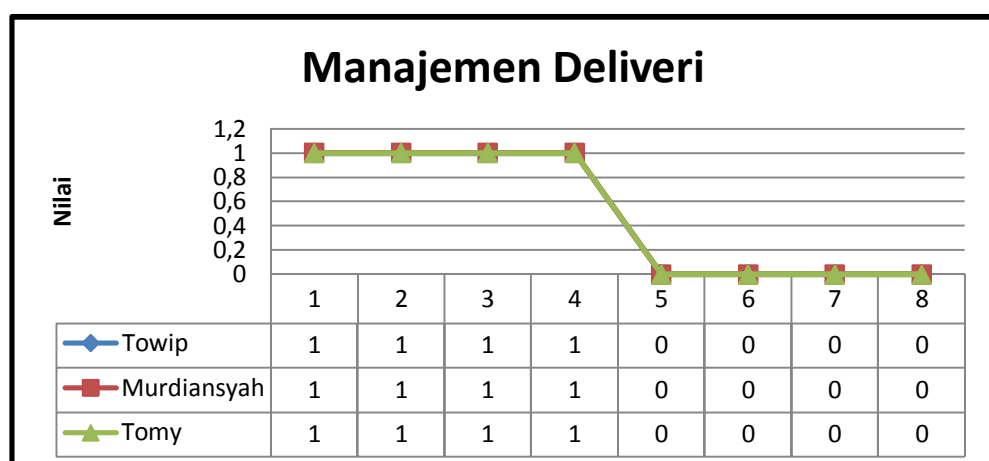 Manajemen Deliveri
Nilai
1,2
1
0,8
0,6
0,4
0,2
0
1 2 3 4 5 6 7 8
Towip 1 1 1 1 0 0 0 0
Murdiansyah 1 1 1 1 0 0 0 0
Tomy 1 1 1 1 0 0 0 0